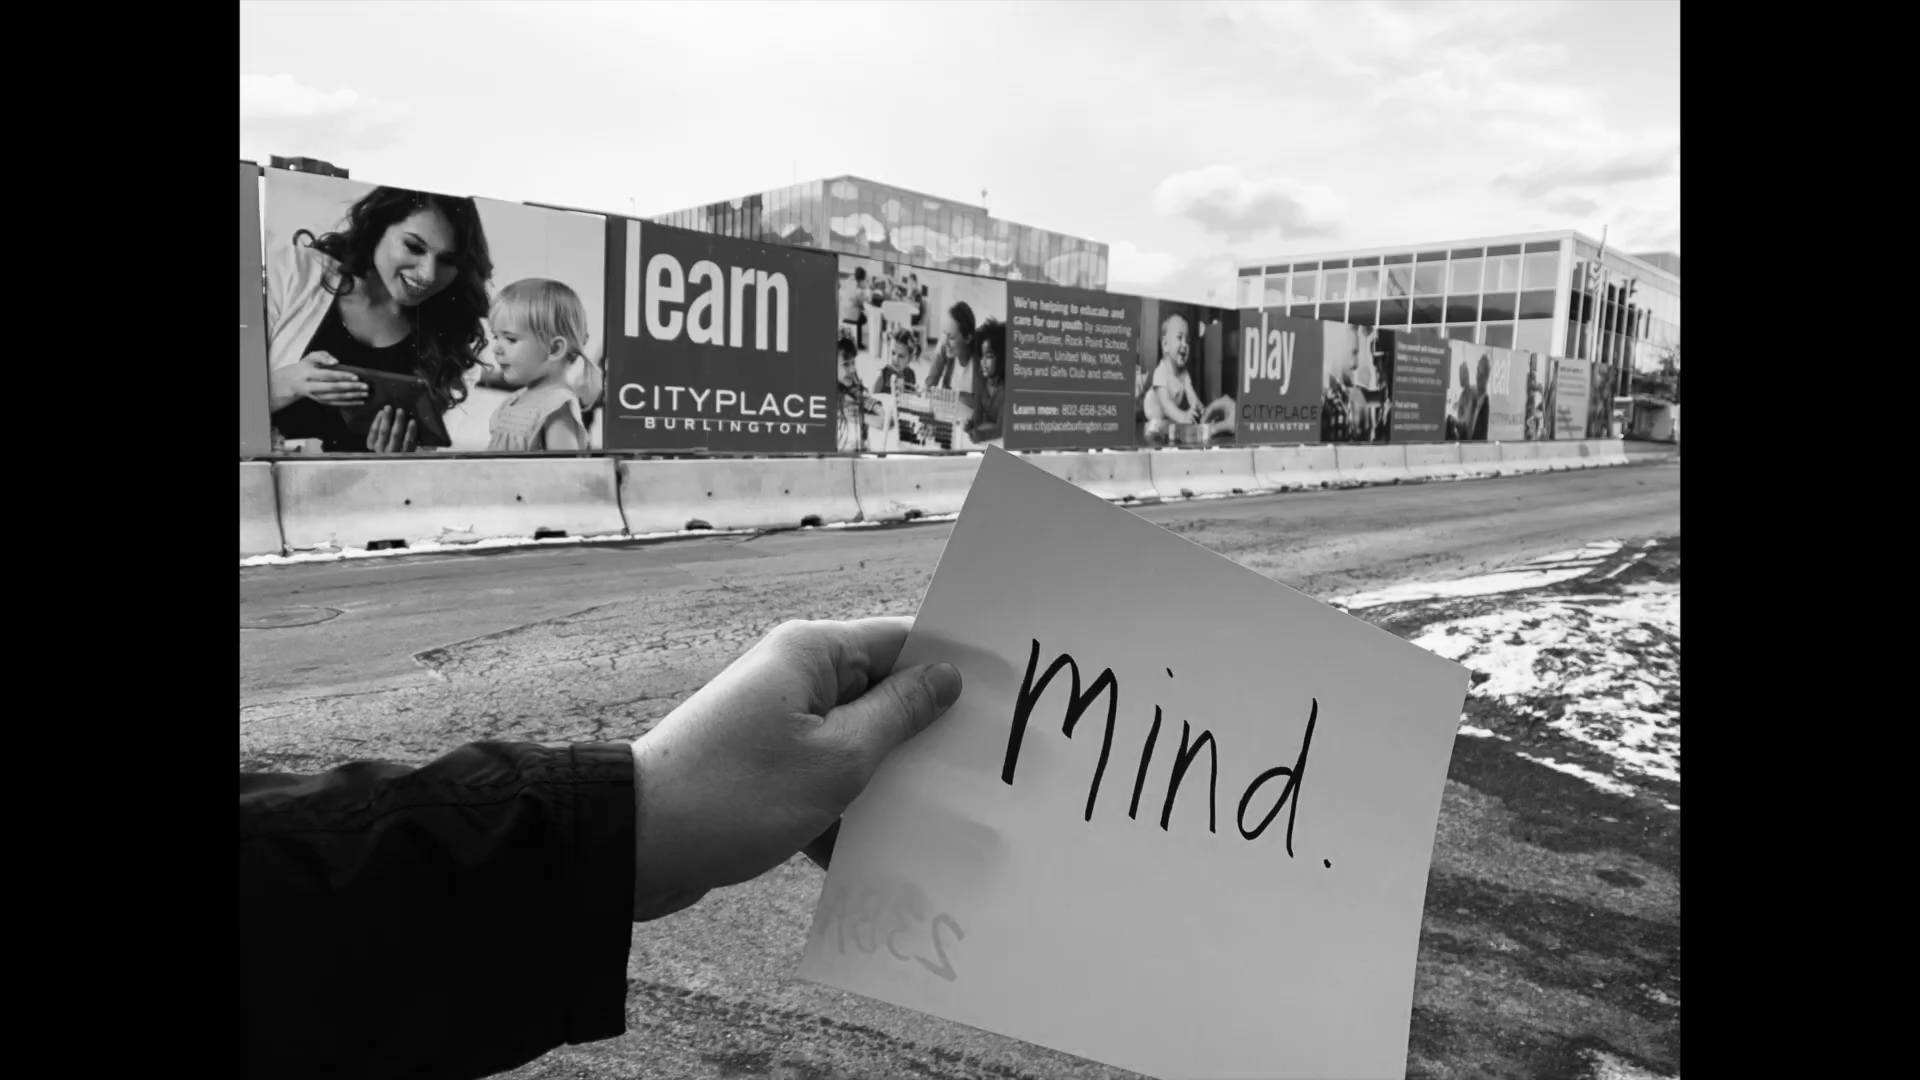 learn
CITYPLACE
BURLINGTON
We're helping to educate and
care for our youth by supporting
Flynn Center, Rock Point School,
Spectrum, United Way, YMCA,
Boys and Girls Club and others.
Learn more: 802-658-2545
www.cityplaceburlington.com
play
CITYPLACE
BURLINGTON
eat
CITYPLACE
Mind.